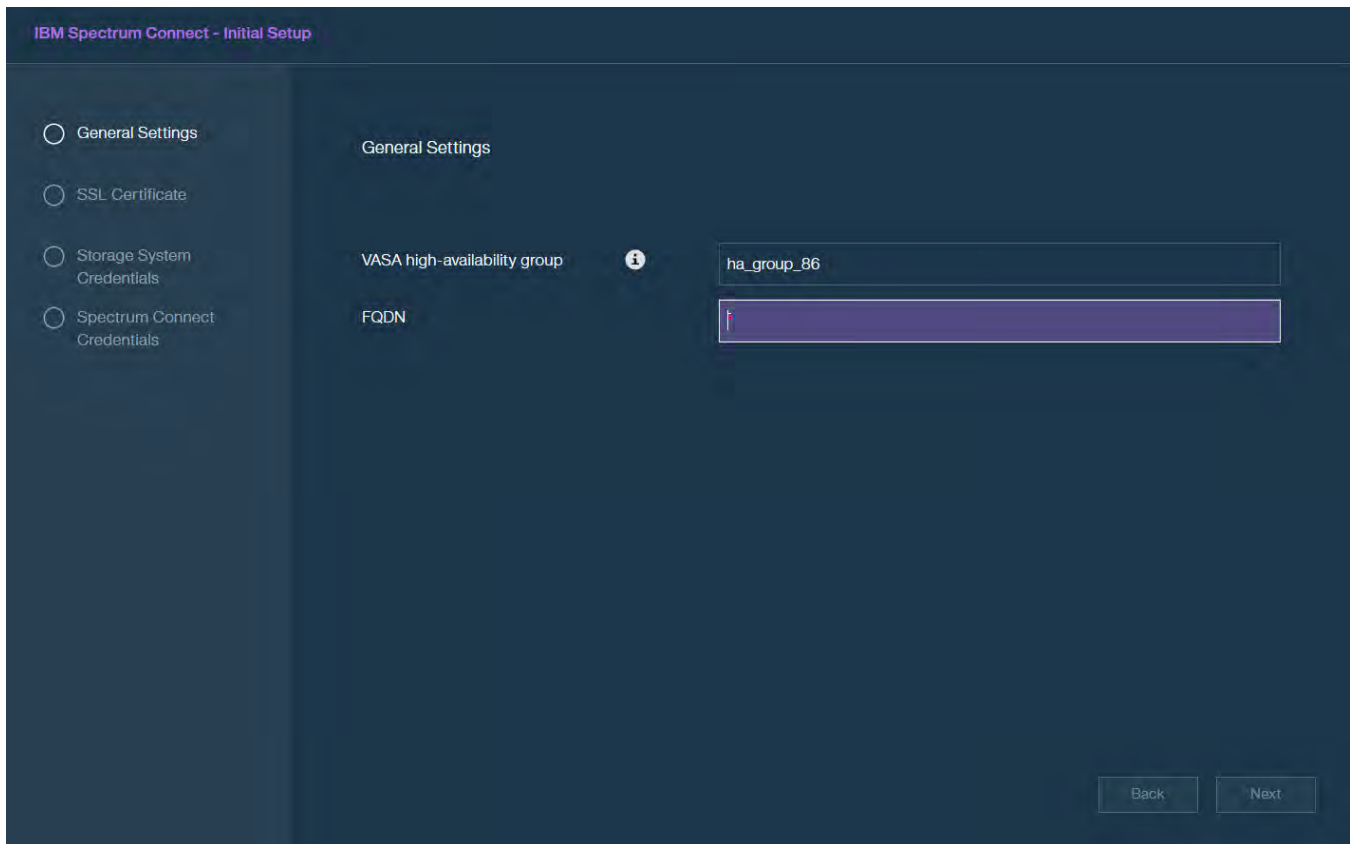 IBM Spectrum Connect - Initial Setup
General Settings
SSL Certificate
Storage System
Credentials
Spectrum Connect
Credentials
General Settings
VASA high-availability group
ha_group_86
FQDN
*
Back
Next